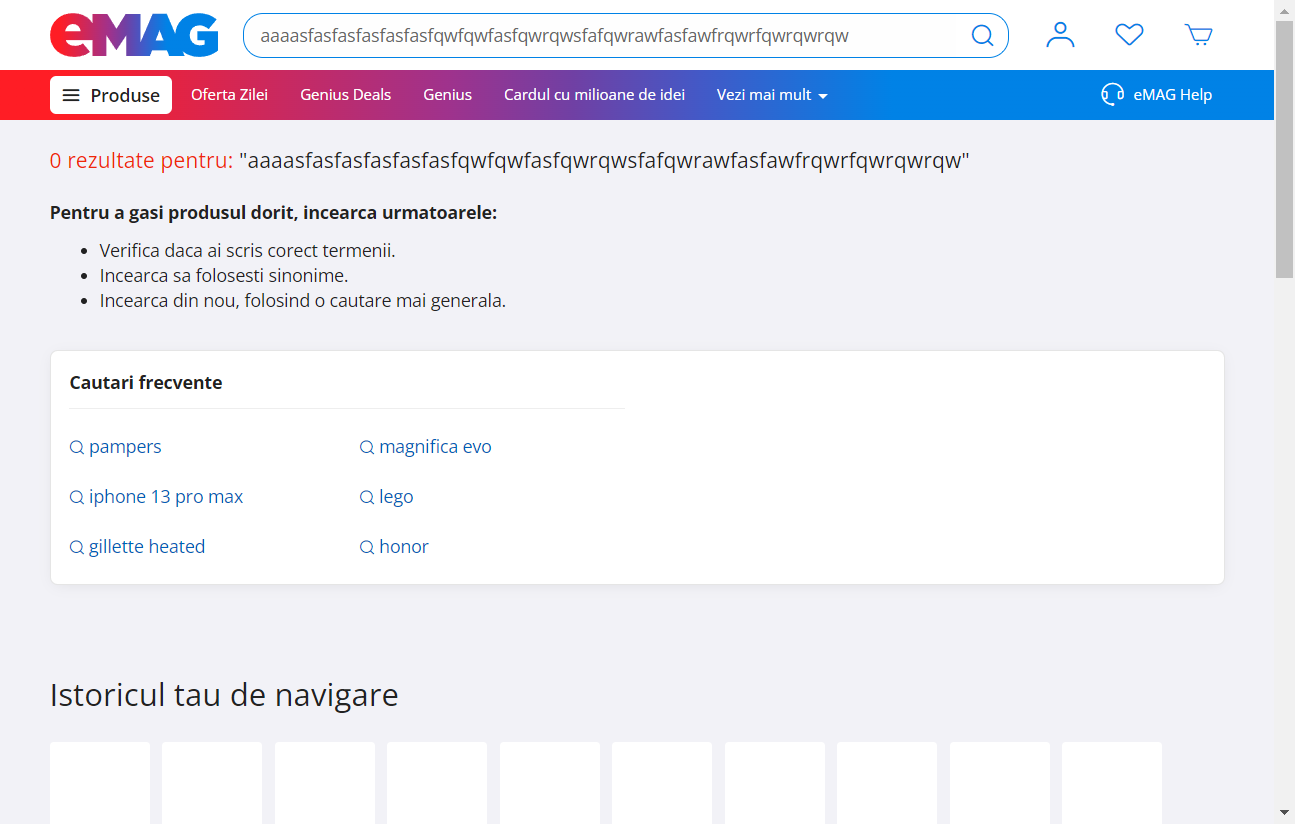 eMAG
aaaasfasfasfasfasfasfqwfqwfasfqwrqwsfafqwrawfasfawfrqwrfqwrqwrqw
Produse
Oferta Zilei
Genius Deals
Genius
Cardul cu milioane de idei
Vezi mai mult
eMAG Help
0 rezultate pentru: "aaaasfasfasfasfasfasfqwfqwfasfqwrqwsfafqwrawfasfawfrqwrfqwrqwrqw"
Pentru a gasi produsul dorit, incearca urmatoarele:
Verifica daca ai scris corect termenii.
Incearca sa folosesti sinonime.
Incearca din nou, folosind o cautare mai generala.
Cautari frecvente
pampers
magnifica evo
iphone 13 pro max
lego
gillette heated
honor
Istoricul tau de navigare